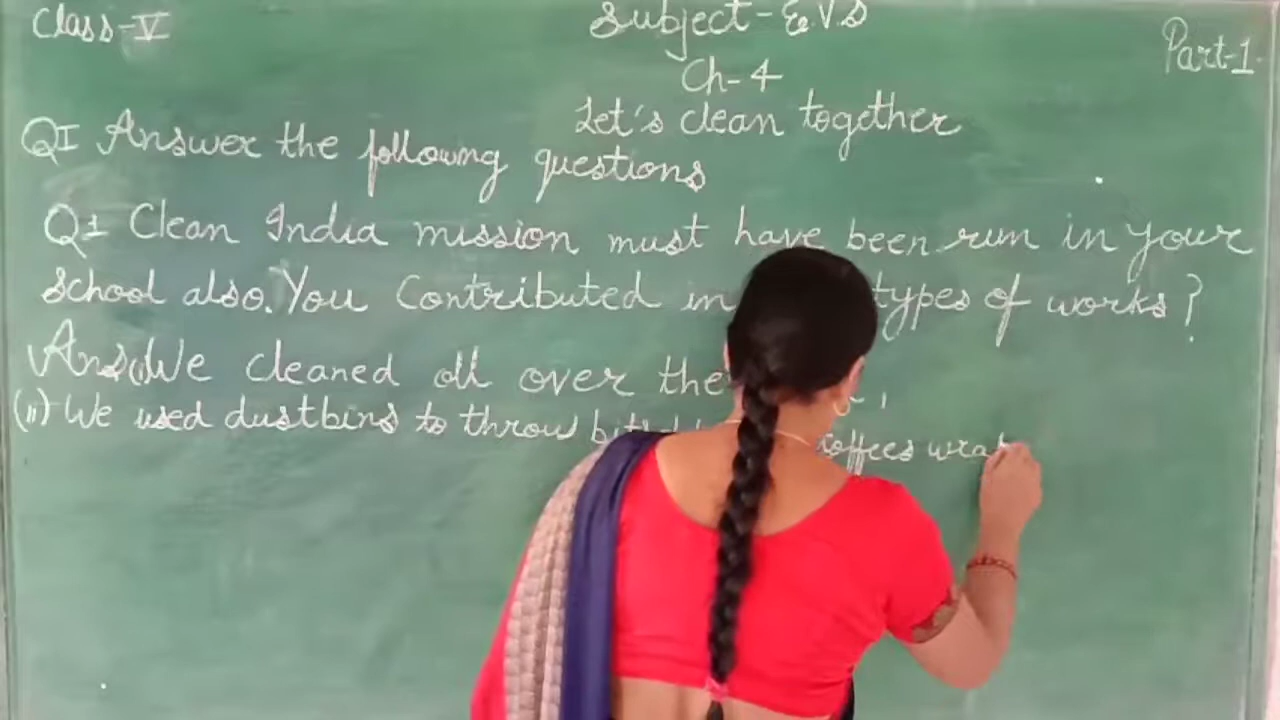 Class-V
Subject-E.V.S
Part-1
Ch-4
Let's clean together
QI Answer the following questions
Q1 Clean India mission must have been run in your
school also. You Contributed in types of works?
Ans(i) We cleaned all over the
(ii) We used dustbins to throw toffees